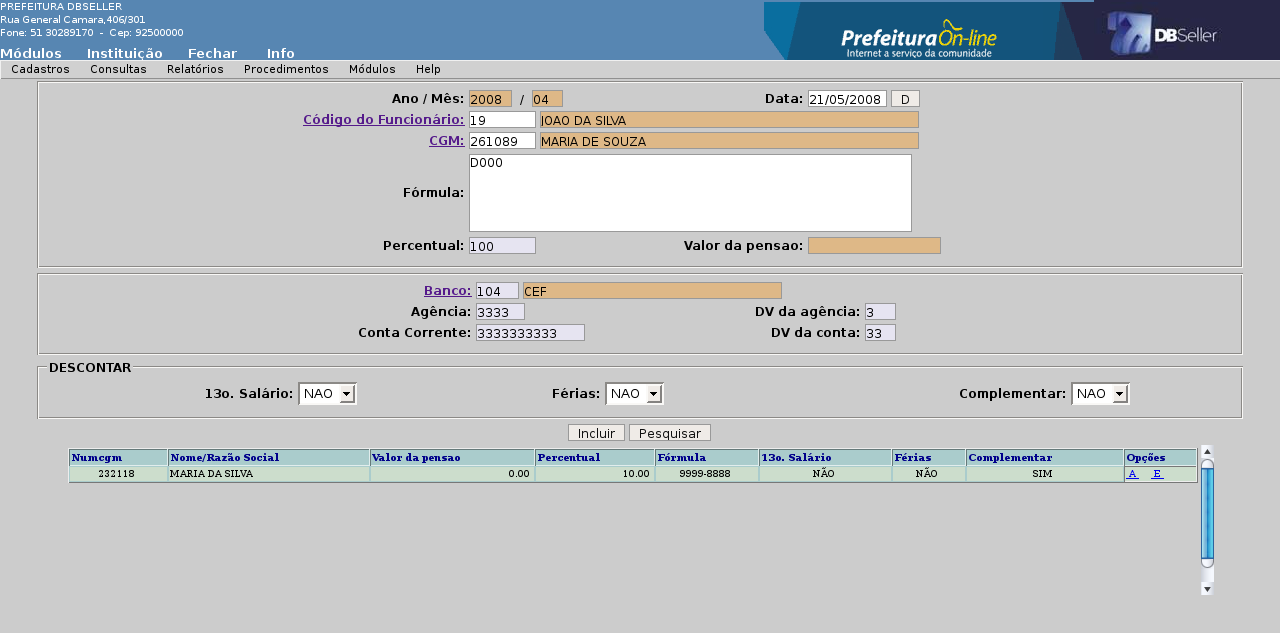 PREFEITURA DBSELLER
Rua General Camara,406/301
Fone: 51 30289170 - Cep: 92500000
Módulos Instituição Fechar Info
PrefeituraOn-line
Internet a serviço da comunidade
DBSeller
Cadastros Consultas Relatórios Procedimentos Módulos Help
Ano / Mês: 2008 / 04 Data: 21/05/2008 D
Código do Funcionário: 19 JOAO DA SILVA
CGM: 261089 MARIA DE SOUZA
Fórmula: D000
Percentual: 100 Valor da pensao:
Banco: 104 CEF
Agência: 3333 DV da agência: 3
Conta Corrente: 3333333333 DV da conta: 33
DESCONTAR
13o. Salário: NAO Férias: NAO Complementar: NAO
Incluir Pesquisar
Numcgm Nome/Razão Social Valor da pensao Percentual Fórmula 13o. Salário Férias Complementar Opções
232118 MARIA DA SILVA 0.00 10.00 9999-8888 NÃO NÃO SIM A E